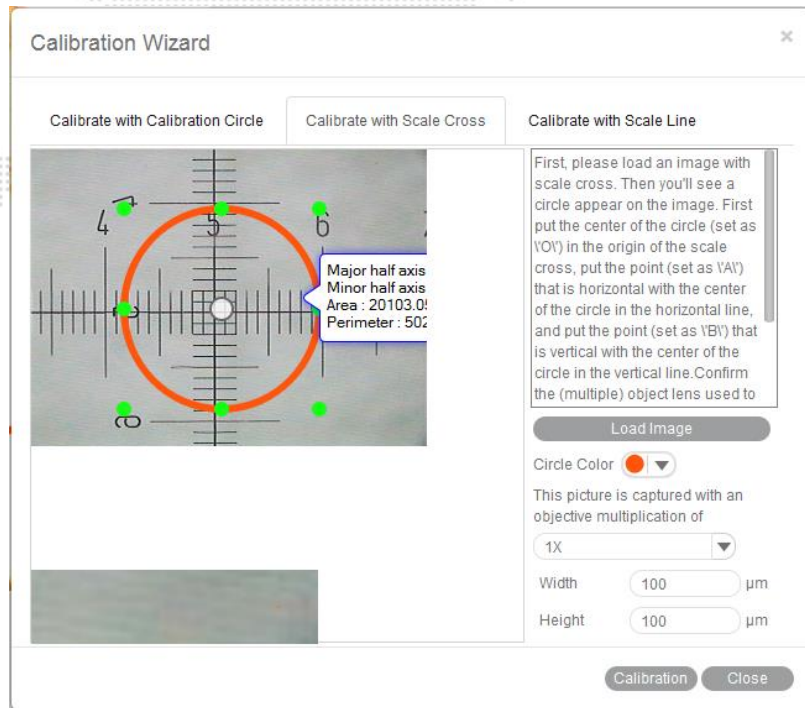 Calibration Wizard
×
Calibrate with Calibration Circle
Calibrate with Scale Cross
Calibrate with Scale Line
4
5
6
Major half axis
Minor half axis
Area : 20103.0
Perimeter : 502
First, please load an image with
scale cross. Then you'll see a
circle appear on the image. First
put the center of the circle (set as
\'O\') in the origin of the scale
cross, put the point (set as \'A\')
that is horizontal with the center
of the circle in the horizontal line,
and put the point (set as \'B\') that
is vertical with the center of the
circle in the vertical line.Confirm
the (multiple) object lens used to
Load Image
Circle Color
This picture is captured with an
objective multiplication of
1X
Width 100 µm
Height 100 µm
Calibration
Close